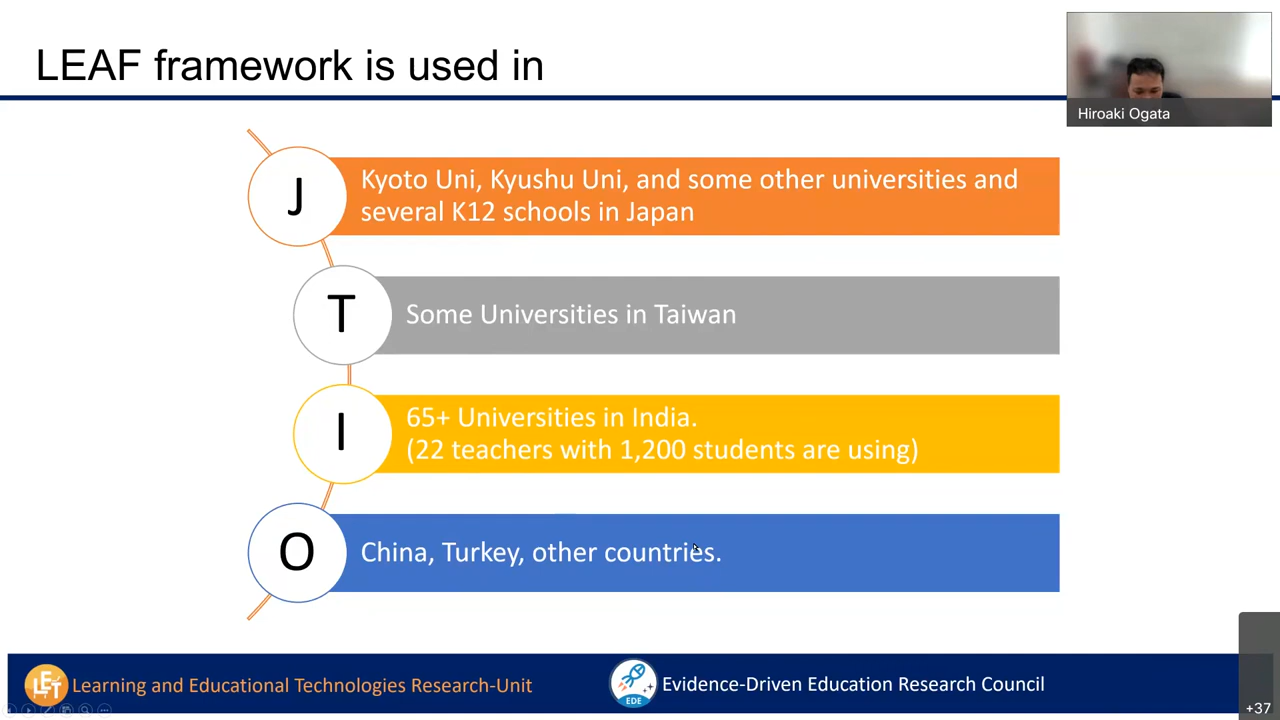 LEAF framework is used in
Hiroaki Ogata
J
Kyoto Uni, Kyushu Uni, and some other universities and
several K12 schools in Japan
T
Some Universities in Taiwan
I
65+ Universities in India.
(22 teachers with 1,200 students are using)
O
China, Turkey, other countries.
LET
Learning and Educational Technologies Research-Unit
EDE
Evidence-Driven Education Research Council
+37